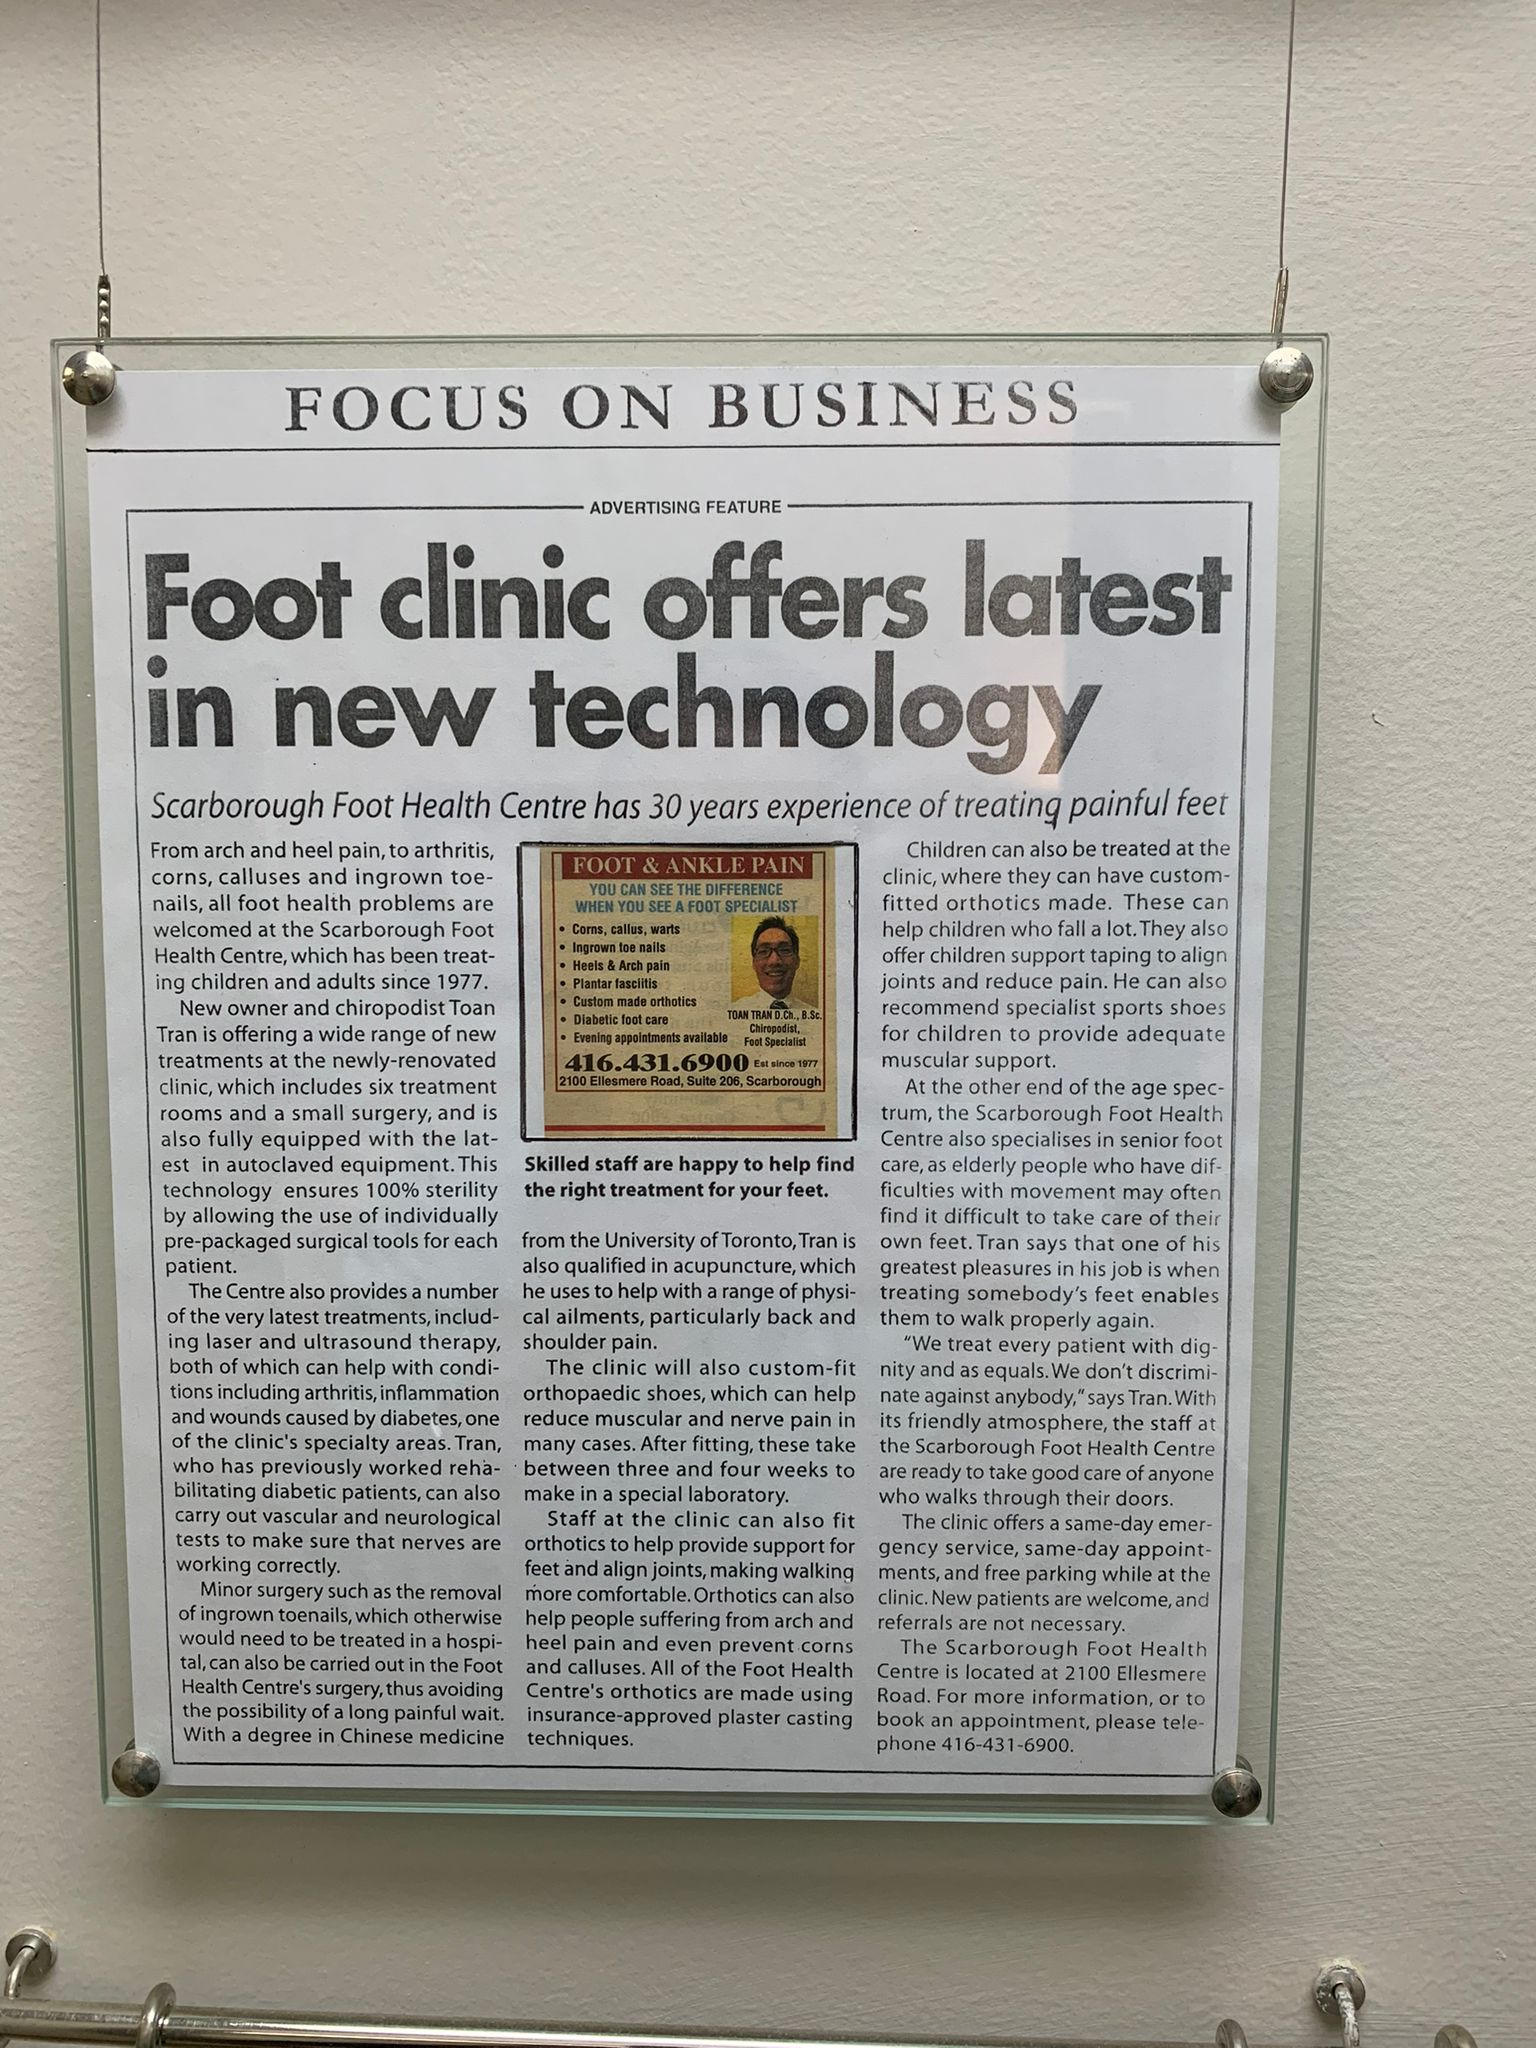 FOCUS ON BUSINESS
ADVERTISING FEATURE
Foot clinic offers latest
in new technology
Scarborough Foot Health Centre has 30 years experience of treating painful feet
From arch and heel pain, to arthritis,
corns, calluses and ingrown toe-
nails, all foot health problems are
welcomed at the Scarborough Foot
Health Centre, which has been treat-
ing children and adults since 1977.
New owner and chiropodist Toan
Tran is offering a wide range of new
treatments at the newly-renovated
clinic, which includes six treatment
rooms and a small surgery, and is
also fully equipped with the lat-
est in autoclaved equipment. This
technology ensures 100% sterility
by allowing the use of individually
pre-packaged surgical tools for each
patient.
The Centre also provides a number
of the very latest treatments, includ-
ing laser and ultrasound therapy,
both of which can help with condi-
tions including arthritis, inflammation
and wounds caused by diabetes, one
of the clinic's specialty areas. Tran,
who has previously worked reha-
bilitating diabetic patients, can also
carry out vascular and neurological
tests to make sure that nerves are
working correctly.
Minor surgery such as the removal
of ingrown toenails, which otherwise
would need to be treated in a hospi-
tal, can also be carried out in the Foot
Health Centre's surgery, thus avoiding
the possibility of a long painful wait.
With a degree in Chinese medicine
FOOT & ANKLE PAIN
YOU CAN SEE THE DIFFERENCE
WHEN YOU SEE A FOOT SPECIALIST
• Corns, callus, warts
• Ingrown toe nails
• Heels & Arch pain
• Plantar fasciitis
• Custom made orthotics
• Diabetic foot care
• Evening appointments available
TOAN TRAN D.Ch., B.Sc.
Chiropodist,
Foot Specialist
416.431.6900 Est since 1977
2100 Ellesmere Road, Suite 206, Scarborough
Skilled staff are happy to help find
the right treatment for your feet.
from the University of Toronto, Tran is
also qualified in acupuncture, which
he uses to help with a range of physi-
cal ailments, particularly back and
shoulder pain.
The clinic will also custom-fit
orthopaedic shoes, which can help
reduce muscular and nerve pain in
many cases. After fitting, these take
between three and four weeks to
make in a special laboratory.
Staff at the clinic can also fit
orthotics to help provide support for
feet and align joints, making walking
more comfortable. Orthotics can also
help people suffering from arch and
heel pain and even prevent corns
and calluses. All of the Foot Health
Centre's orthotics are made using
insurance-approved plaster casting
techniques.
Children can also be treated at the
clinic, where they can have custom-
fitted orthotics made. These can
help children who fall a lot. They also
offer children support taping to align
joints and reduce pain. He can also
recommend specialist sports shoes
for children to provide adequate
muscular support.
At the other end of the age spec-
trum, the Scarborough Foot Health
Centre also specialises in senior foot
care, as elderly people who have dif-
ficulties with movement may often
find it difficult to take care of their
own feet. Tran says that one of his
greatest pleasures in his job is when
treating somebody's feet enables
them to walk properly again.
"We treat every patient with dig-
nity and as equals. We don't discrimi-
nate against anybody," says Tran. With
its friendly atmosphere, the staff at
the Scarborough Foot Health Centre
are ready to take good care of anyone
who walks through their doors.
The clinic offers a same-day emer-
gency service, same-day appoint-
ments, and free parking while at the
clinic. New patients are welcome, and
referrals are not necessary.
The Scarborough Foot Health
Centre is located at 2100 Ellesmere
Road. For more information, or to
book an appointment, please tele-
phone 416-431-6900.